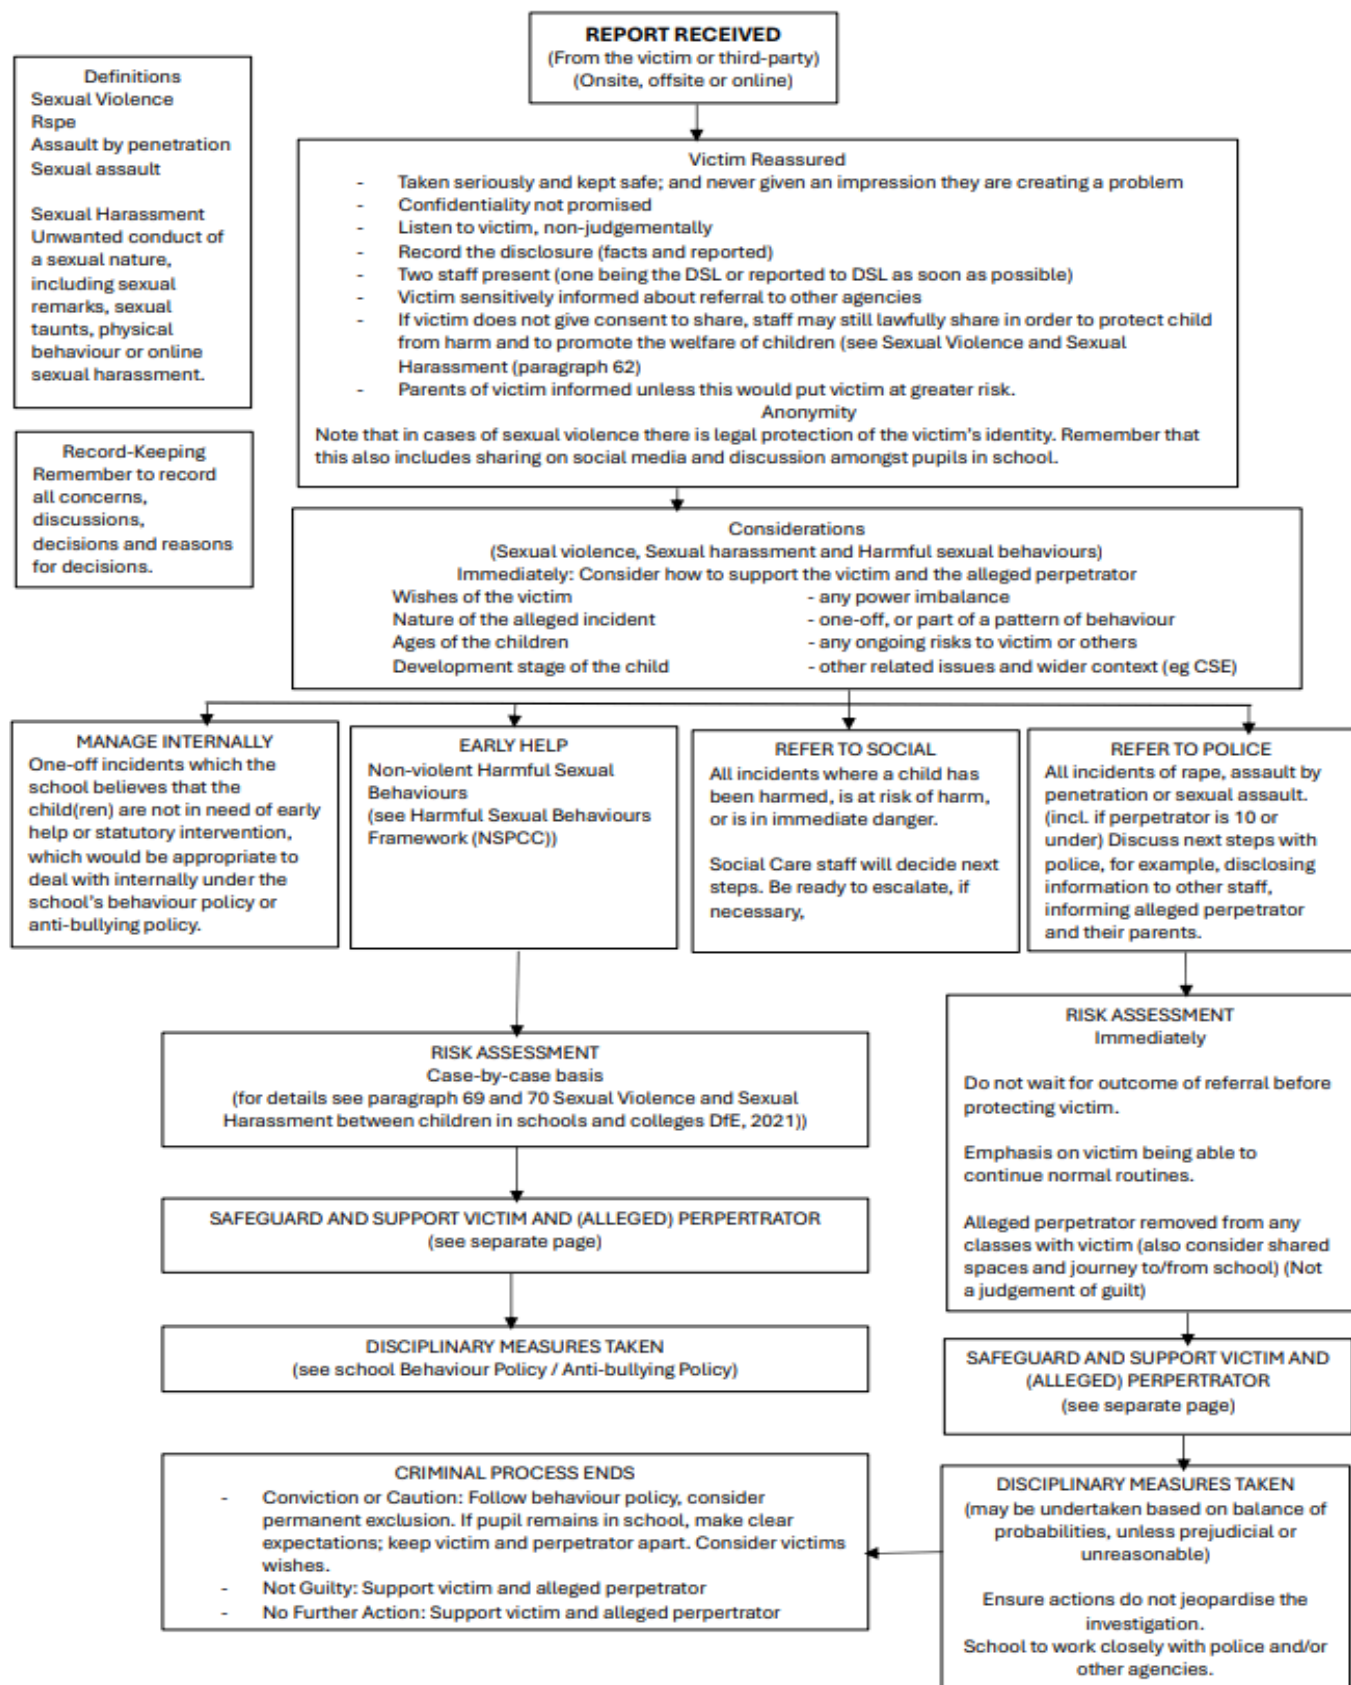 REPORT RECEIVED
(From the victim or third-party)
(Onsite, offsite or online)
Definitions
Sexual Violence
Rspe
Assault by penetration
Sexual assault
Sexual Harassment
Unwanted conduct of
a sexual nature,
including sexual
remarks, sexual
taunts, physical
behaviour or online
sexual harassment.
Record-Keeping
Remember to record
all concerns,
discussions,
decisions and reasons
for decisions.
Victim Reassured
- Taken seriously and kept safe; and never given an impression they are creating a problem
- Confidentiality not promised
- Listen to victim, non-judgementally
- Record the disclosure (facts and reported)
- Two staff present (one being the DSL or reported to DSL as soon as possible)
- Victim sensitively informed about referral to other agencies
- If victim does not give consent to share, staff may still lawfully share in order to protect child
from harm and to promote the welfare of children (see Sexual Violence and Sexual
Harassment (paragraph 62)
- Parents of victim informed unless this would put victim at greater risk.
Anonymity
Note that in cases of sexual violence there is legal protection of the victim's identity. Remember that
this also includes sharing on social media and discussion amongst pupils in school.
Considerations
(Sexual violence, Sexual harassment and Harmful sexual behaviours)
Immediately: Consider how to support the victim and the alleged perpetrator
Wishes of the victim - any power imbalance
Nature of the alleged incident - one-off, or part of a pattern of behaviour
Ages of the children - any ongoing risks to victim or others
Development stage of the child - other related issues and wider context (eg CSE)
MANAGE INTERNALLY
One-off incidents which the
school believes that the
child(ren) are not in need of early
help or statutory intervention,
which would be appropriate to
deal with internally under the
school's behaviour policy or
anti-bullying policy.
EARLY HELP
Non-violent Harmful Sexual
Behaviours
(see Harmful Sexual Behaviours
Framework (NSPCC))
REFER TO SOCIAL
All incidents where a child has
been harmed, is at risk of harm,
or is in immediate danger.
Social Care staff will decide next
steps. Be ready to escalate, if
necessary,
REFER TO POLICE
All incidents of rape, assault by
penetration or sexual assault.
(incl. if perpetrator is 10 or
under) Discuss next steps with
police, for example, disclosing
information to other staff,
informing alleged perpetrator
and their parents.
RISK ASSESSMENT
Case-by-case basis
(for details see paragraph 69 and 70 Sexual Violence and Sexual
Harassment between children in schools and colleges DfE, 2021))
SAFEGUARD AND SUPPORT VICTIM AND (ALLEGED) PERPERTRATOR
(see separate page)
DISCIPLINARY MEASURES TAKEN
(see school Behaviour Policy / Anti-bullying Policy)
RISK ASSESSMENT
Immediately
Do not wait for outcome of referral before
protecting victim.
Emphasis on victim being able to
continue normal routines.
Alleged perpetrator removed from any
classes with victim (also consider shared
spaces and journey to/from school) (Not
a judgement of guilt)
SAFEGUARD AND SUPPORT VICTIM AND
(ALLEGED) PERPERTRATOR
(see separate page)
DISCIPLINARY MEASURES TAKEN
(may be undertaken based on balance of
probabilities, unless prejudicial or
unreasonable)
Ensure actions do not jeopardise the
investigation.
School to work closely with police and/or
other agencies.
CRIMINAL PROCESS ENDS
- Conviction or Caution: Follow behaviour policy, consider
permanent exclusion. If pupil remains in school, make clear
expectations; keep victim and perpetrator apart. Consider victims
wishes.
- Not Guilty: Support victim and alleged perpetrator
- No Further Action: Support victim and alleged perpertrator